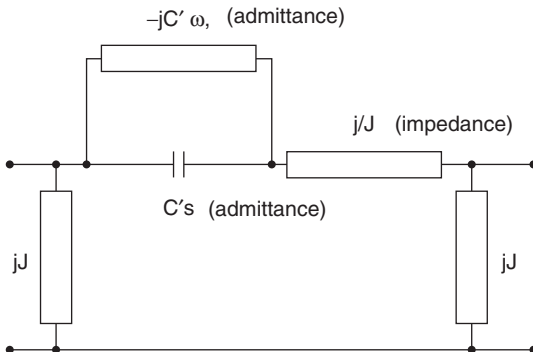 –jC′ ω, (admittance)
j/J (impedance)
C′s (admittance)
jJ
jJ